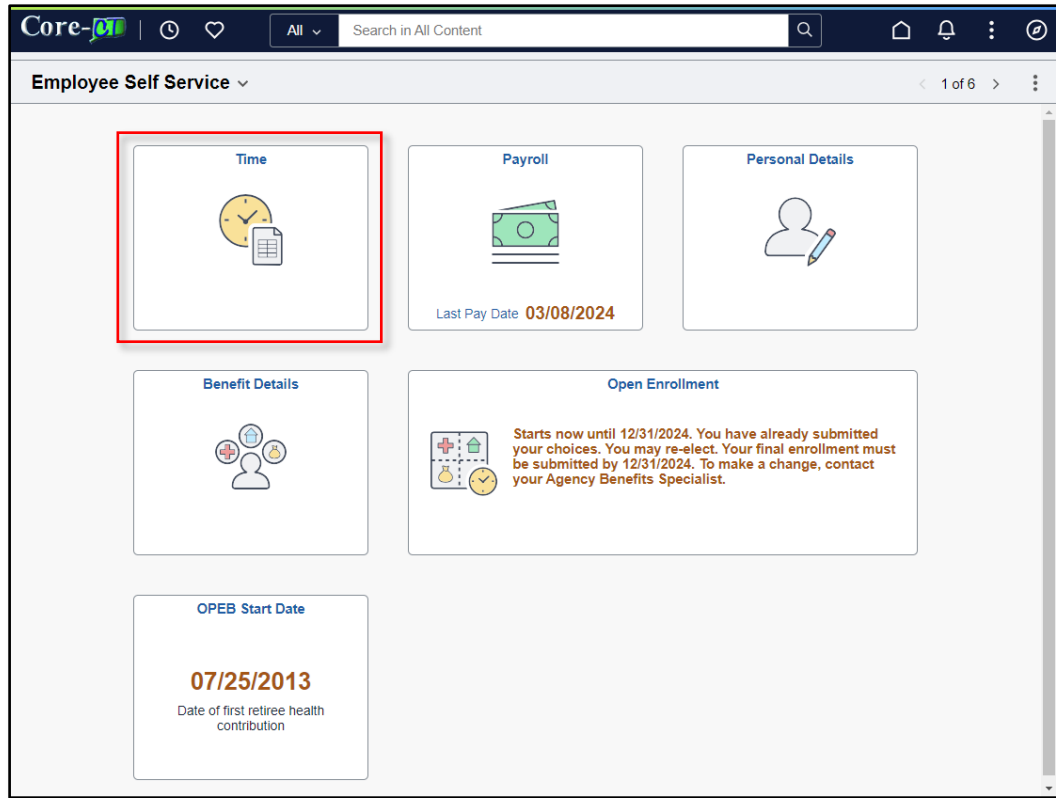 Core-CT
All
Search in All Content
Employee Self Service
1 of 6
Time
Payroll
Personal Details
Last Pay Date 03/08/2024
Benefit Details
Open Enrollment
Starts now until 12/31/2024. You have already submitted
your choices. You may re-elect. Your final enrollment must
be submitted by 12/31/2024. To make a change, contact
your Agency Benefits Specialist.
OPEB Start Date
07/25/2013
Date of first retiree health
contribution